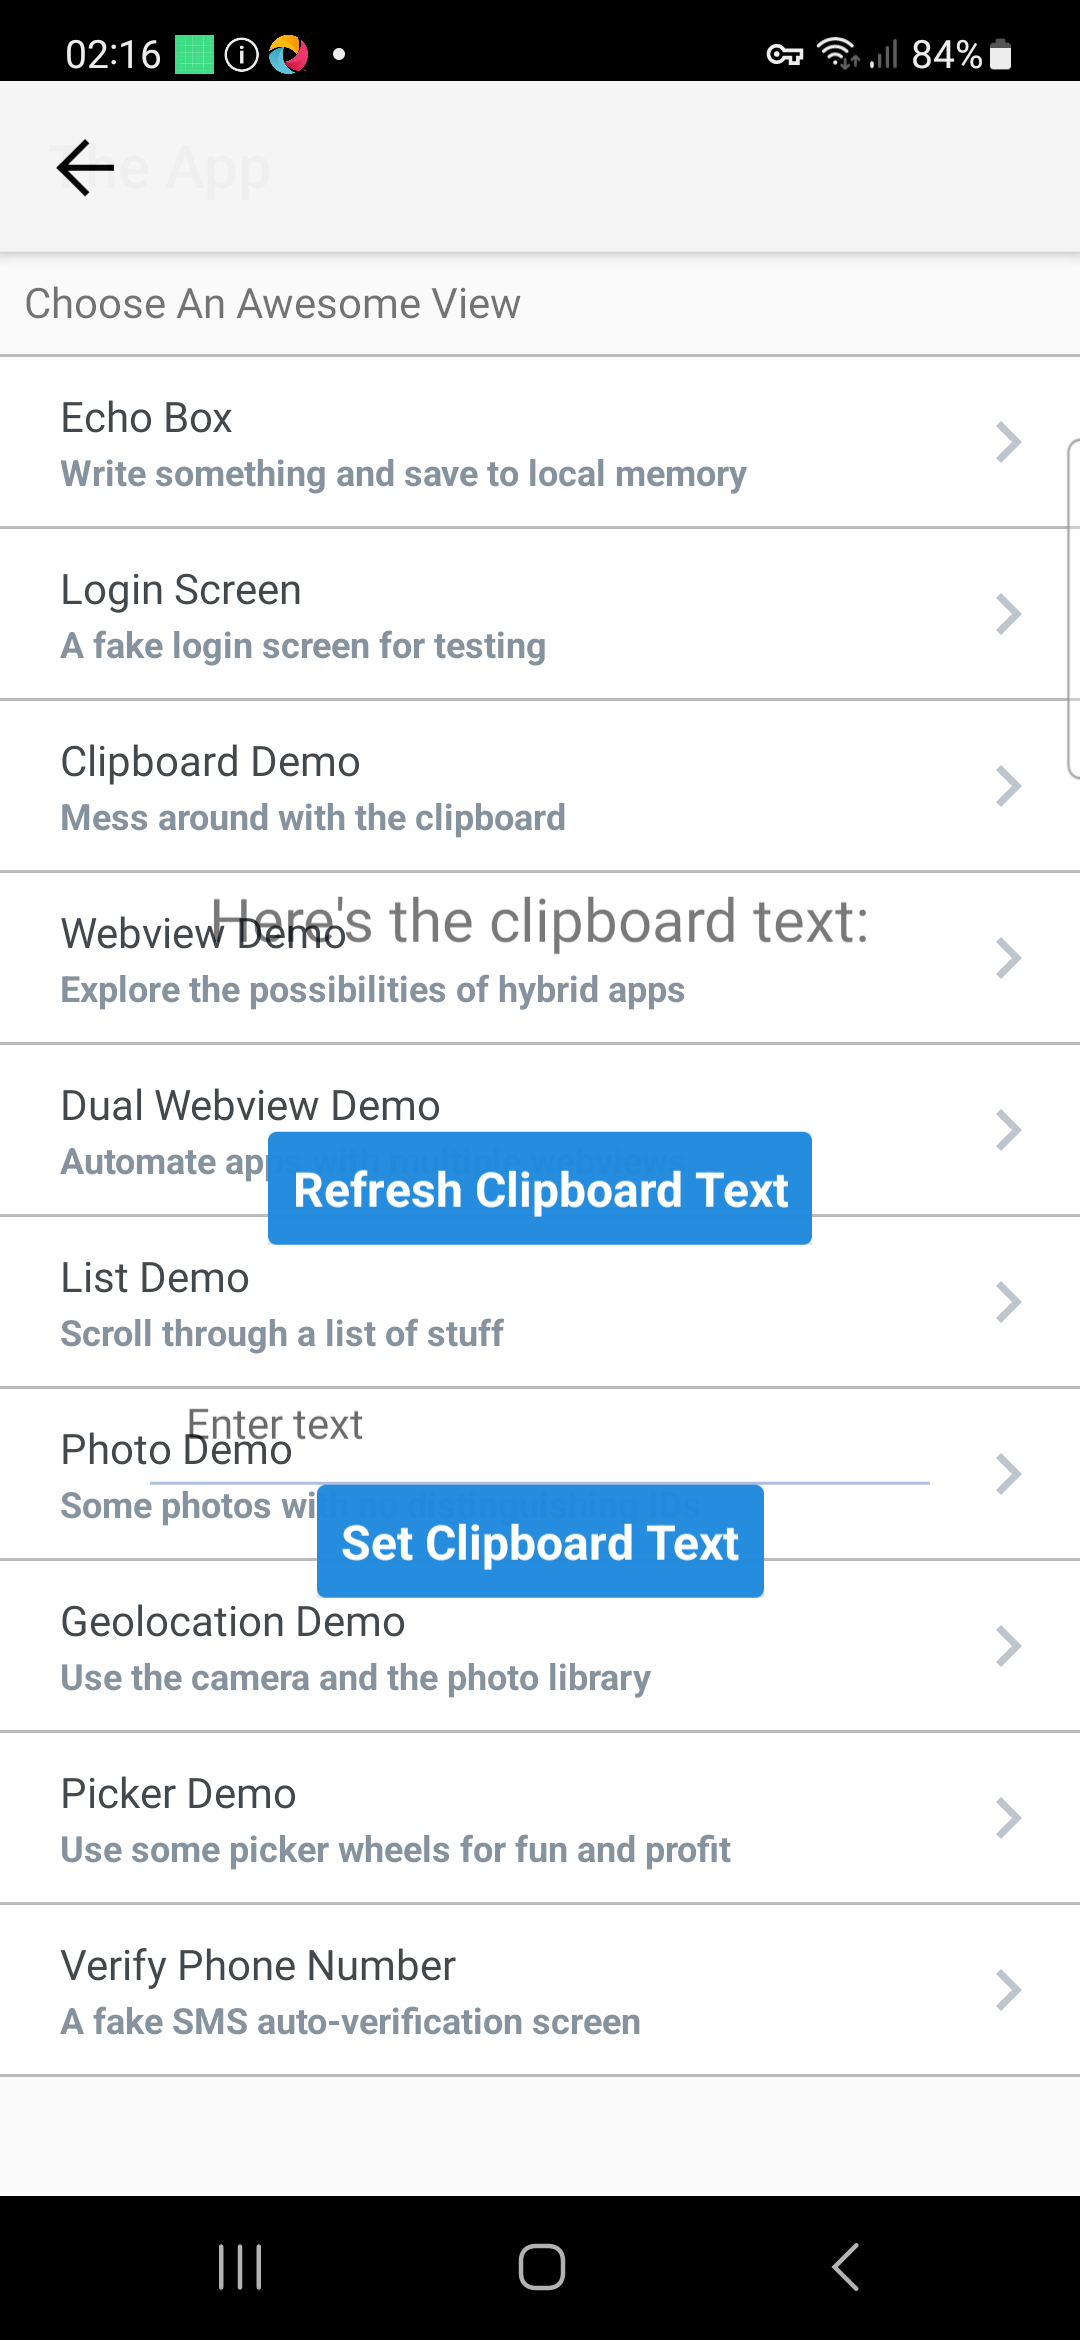 02:16
84%
The App
Choose An Awesome View
Echo Box
Write something and save to local memory
Login Screen
A fake login screen for testing
Clipboard Demo
Mess around with the clipboard
Here's the clipboard text:
Webview Demo
Explore the possibilities of hybrid apps
Dual Webview Demo
Automate apps with multiple webviews
Refresh Clipboard Text
List Demo
Scroll through a list of stuff
Enter text
Photo Demo
Some photos with no distinguishing IDs
Set Clipboard Text
Geolocation Demo
Use the camera and the photo library
Picker Demo
Use some picker wheels for fun and profit
Verify Phone Number
A fake SMS auto-verification screen